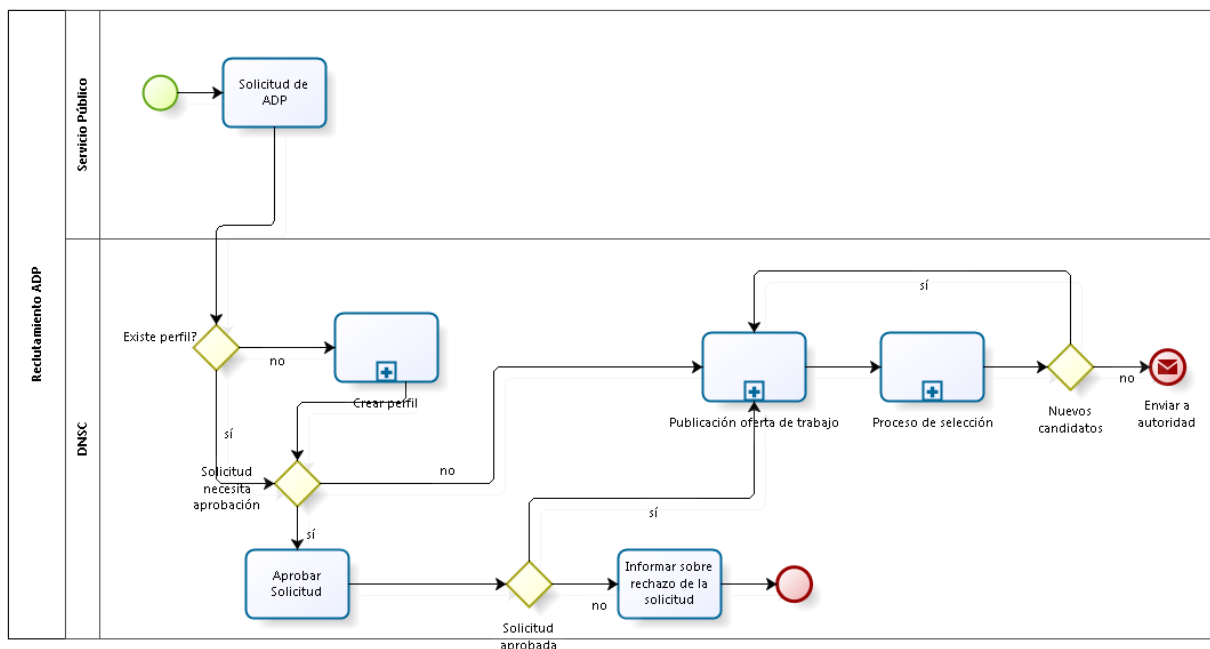 Reclutamiento ADP
Servicio Público
Solicitud de
ADP
DNSC
Existe perfil?
no
Crear perfil
sí
Solicitud
necesita
aprobación
no
sí
Aprobar
Solicitud
Solicitud
aprobada
sí
no
Informar sobre
rechazo de la
solicitud
Publicación oferta de trabajo
Proceso de selección
sí
Nuevos
candidatos
no
Enviar a
autoridad